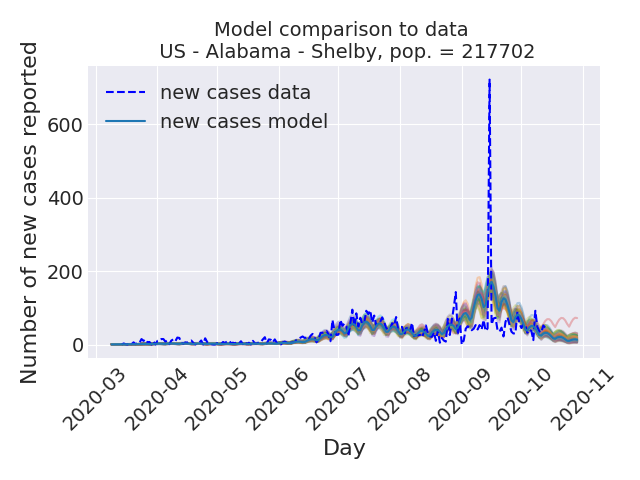 Model comparison to data
US - Alabama - Shelby, pop. = 217702
Number of new cases reported
new cases data
new cases model
600
400
200
0
2020-03
2020-04
2020-05
2020-06
2020-07
2020-08
2020-09
2020-10
2020-11
Day